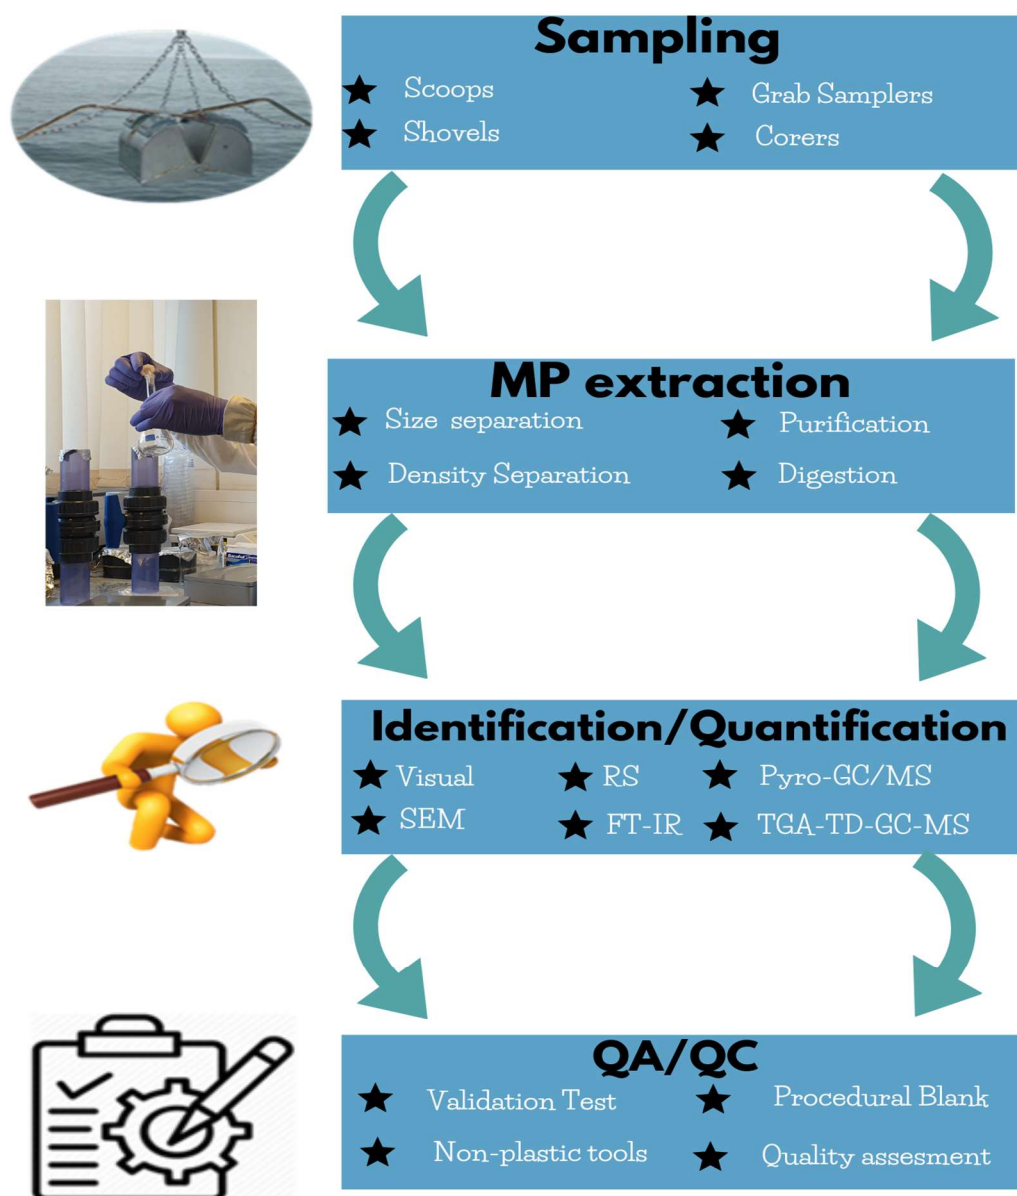 Sampling
Scoops
Grab Samplers
Shovels
Corers
MP extraction
Size separation
Purification
Density Separation
Digestion
Identification/Quantification
Visual
RS
Pyro-GC/MS
SEM
FT-IR
TGA-TD-GC-MS
QA/QC
Validation Test
Procedural Blank
Non-plastic tools
Quality assesment